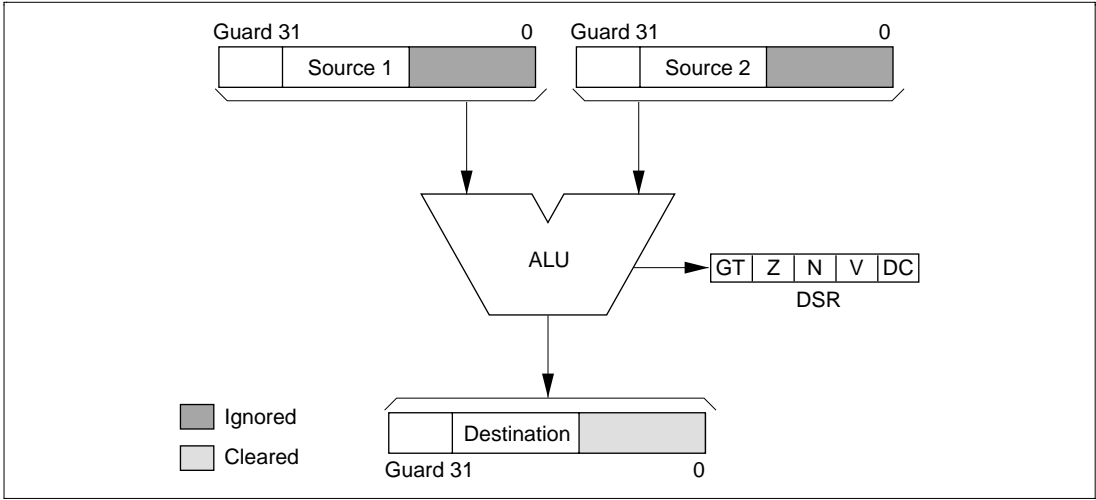 Guard 31 0 Guard 31 0
Source 1 Source 2
ALU
GT Z N V DC
DSR
Ignored
Cleared
Destination
Guard 31 0